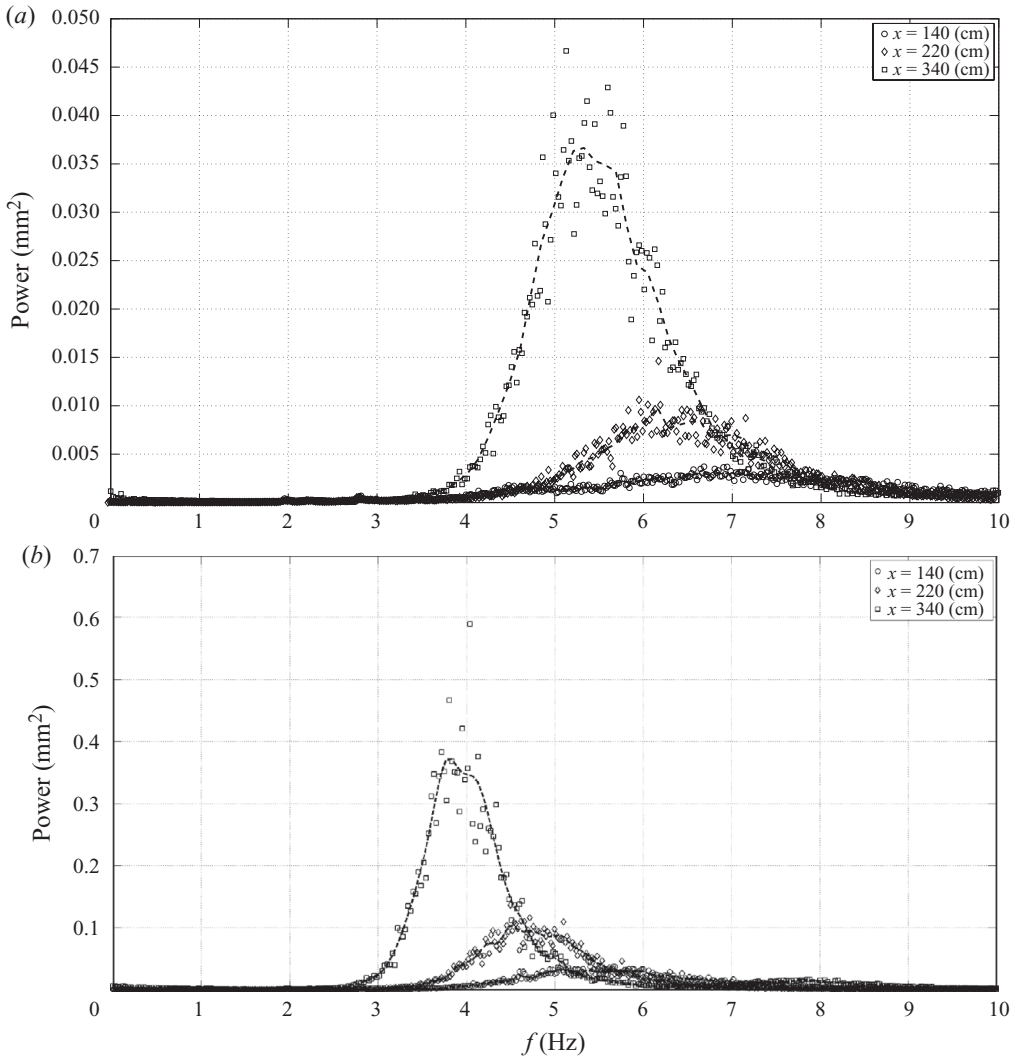 (a)
0.050
0.045
0.040
0.035
0.030
0.025
0.020
0.015
0.010
0.005
Power (mm²)
x = 140 (cm)
x = 220 (cm)
x = 340 (cm)
0 1 2 3 4 5 6 7 8 9 10
(b)
0.7
0.6
0.5
0.4
0.3
0.2
0.1
Power (mm²)
x = 140 (cm)
x = 220 (cm)
x = 340 (cm)
0 1 2 3 4 5 6 7 8 9 10
f (Hz)